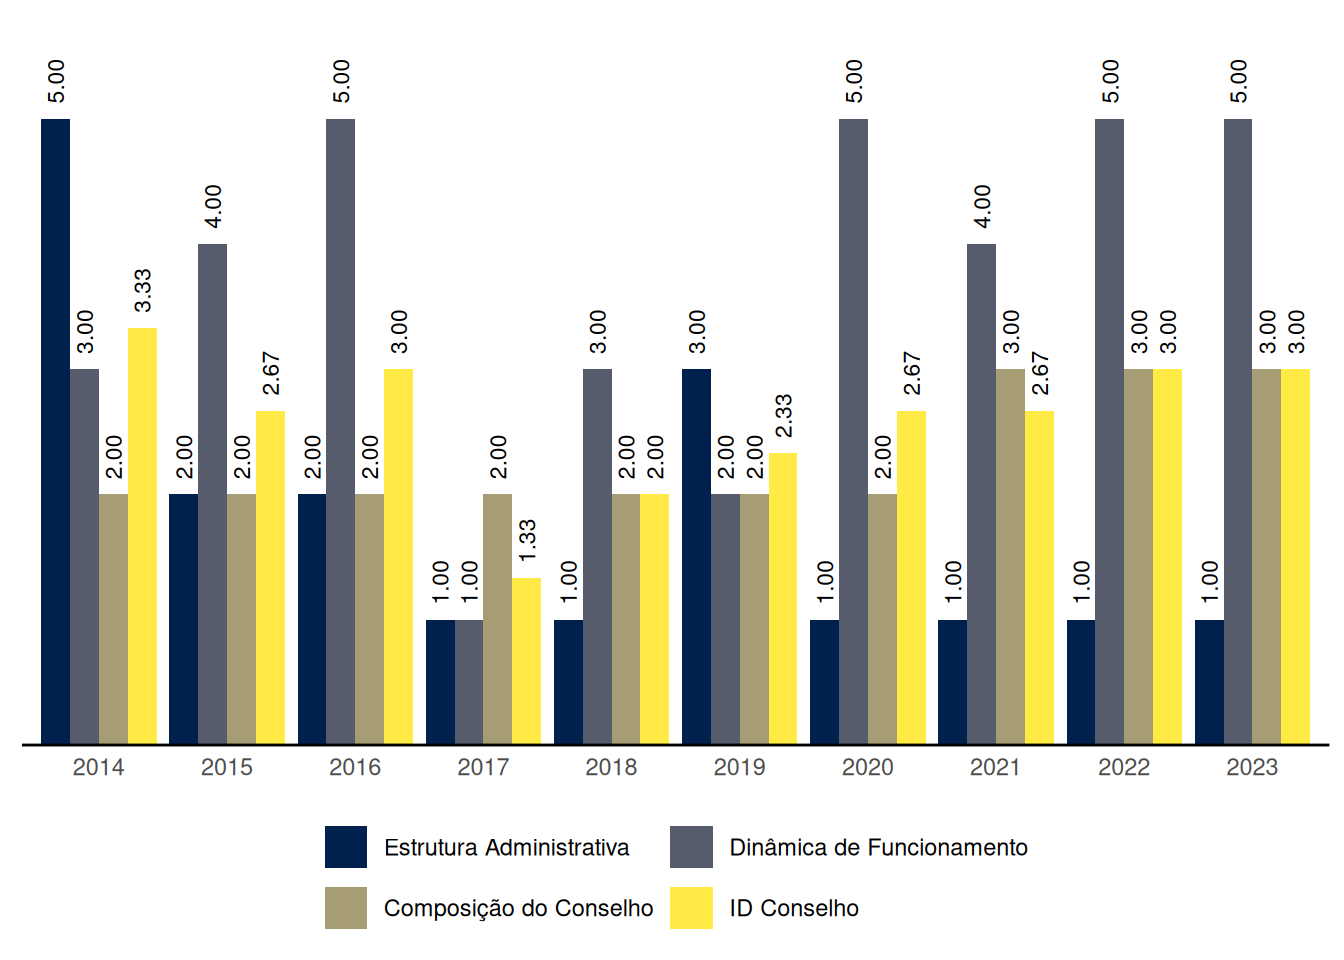 5.00 5.00 5.00 5.00 5.00
4.00 4.00
3.33
3.00 3.00 3.00 3.00 3.00 3.00 3.00 3.00 3.00
2.67 2.67 2.67
2.33
2.00 2.00 2.00 2.00 2.00 2.00 2.00 2.00 2.00 2.00 2.00
1.33
1.00 1.00 1.00 1.00 1.00 1.00 1.00
2014 2015 2016 2017 2018 2019 2020 2021 2022 2023
Estrutura Administrativa Dinâmica de Funcionamento
Composição do Conselho ID Conselho